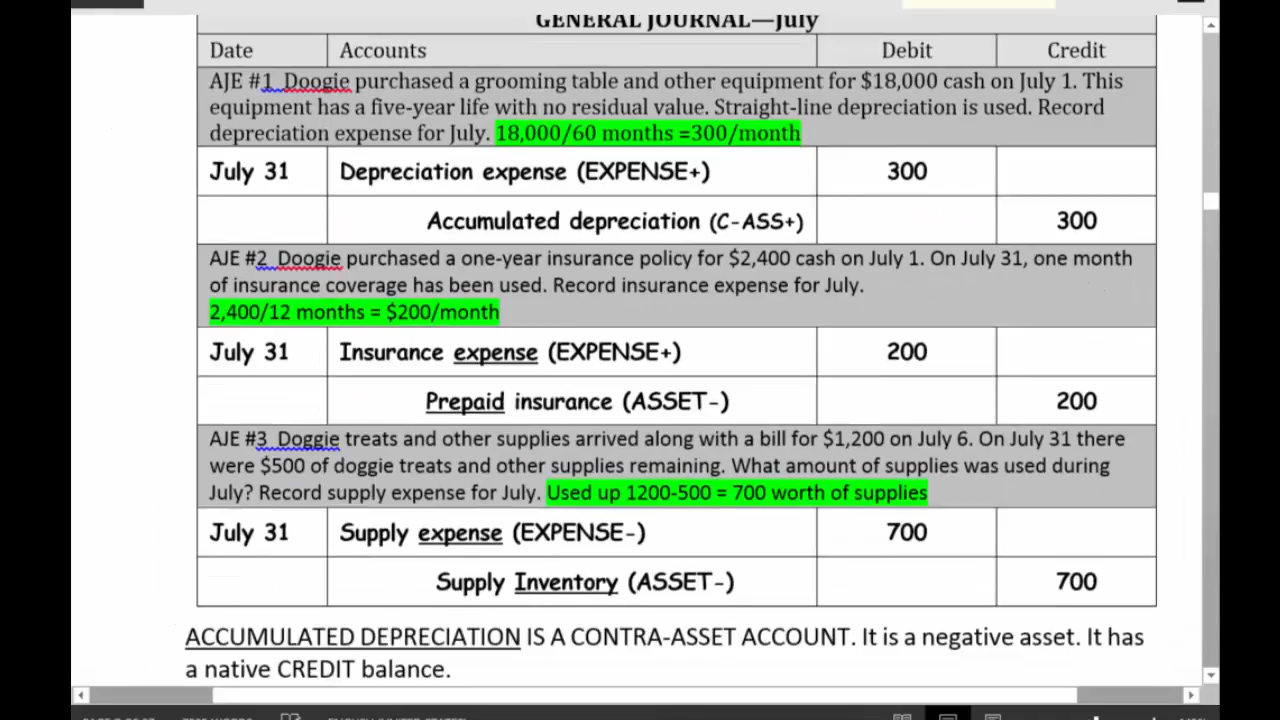 GENERAL JOURNAL—July
Date Accounts Debit Credit
AJE #1 Doogie purchased a grooming table and other equipment for $18,000 cash on July 1. This
equipment has a five-year life with no residual value. Straight-line depreciation is used. Record
depreciation expense for July. 18,000/60 months =300/month
July 31 Depreciation expense (EXPENSE+) 300
Accumulated depreciation (C-ASS+) 300
AJE #2 Doogie purchased a one-year insurance policy for $2,400 cash on July 1. On July 31, one month
of insurance coverage has been used. Record insurance expense for July.
2,400/12 months = $200/month
July 31 Insurance expense (EXPENSE+) 200
Prepaid insurance (ASSET-) 200
AJE #3 Doggie treats and other supplies arrived along with a bill for $1,200 on July 6. On July 31 there
were $500 of doggie treats and other supplies remaining. What amount of supplies was used during
July? Record supply expense for July. Used up 1200-500 = 700 worth of supplies
July 31 Supply expense (EXPENSE-) 700
Supply Inventory (ASSET-) 700
ACCUMULATED DEPRECIATION IS A CONTRA-ASSET ACCOUNT. It is a negative asset. It has
a native CREDIT balance.